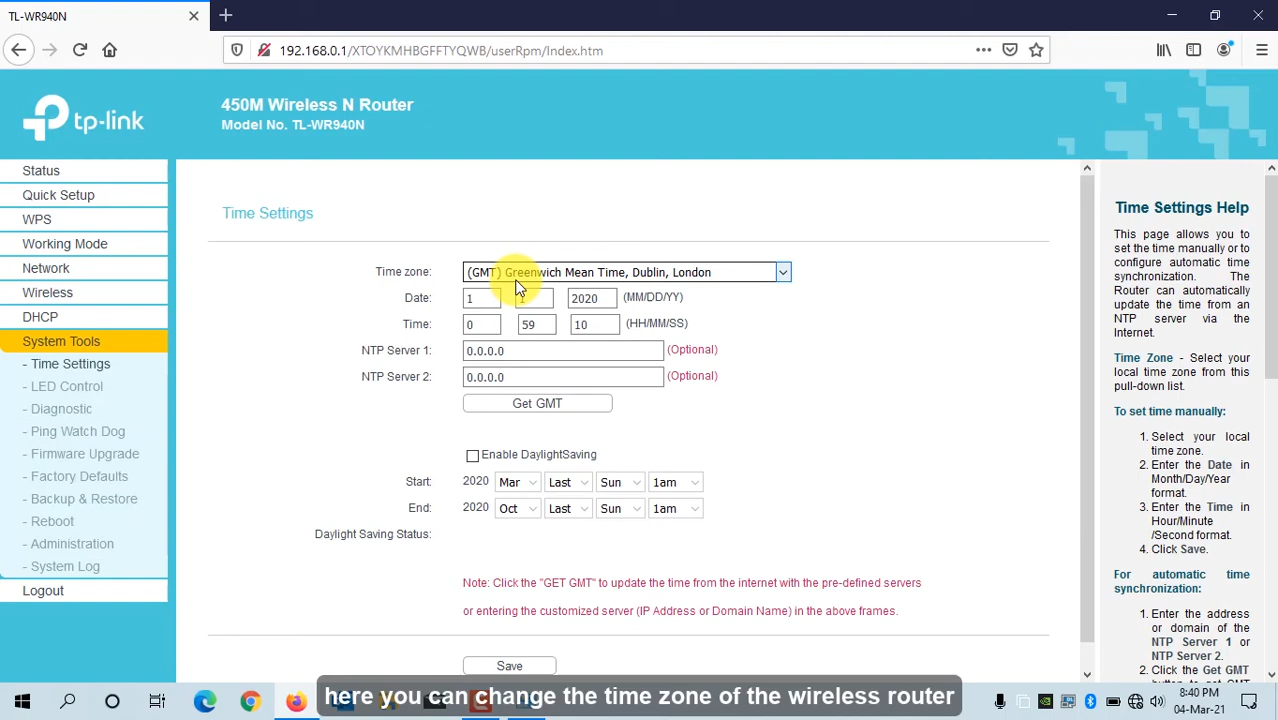 TL-WR940N
192.168.0.1/XTOYKMHBGFFTYQWB/userRpm/Index.htm
tp-link
450M Wireless N Router
Model No. TL-WR940N
Status
Quick Setup
WPS
Working Mode
Network
Wireless
DHCP
System Tools
- Time Settings
- LED Control
- Diagnostic
- Ping Watch Dog
- Firmware Upgrade
- Factory Defaults
- Backup & Restore
- Reboot
- Administration
- System Log
Logout
Time Settings
Time zone: (GMT) Greenwich Mean Time, Dublin, London
Date: 1 1 2020 (MM/DD/YY)
Time: 0 59 10 (HH/MM/SS)
NTP Server 1: 0.0.0.0 (Optional)
NTP Server 2: 0.0.0.0 (Optional)
Get GMT
Enable DaylightSaving
Start: 2020 Mar Last Sun 1am
End: 2020 Oct Last Sun 1am
Daylight Saving Status:
Note: Click the "GET GMT" to update the time from the internet with the pre-defined servers
or entering the customized server (IP Address or Domain Name) in the above frames.
Save
Time Settings Help
This page allows you to
set the time manually or to
configure automatic time
synchronization. The
Router can automatically
update the time from an
NTP server via the
Internet.
Time Zone - Select your
local time zone from this
pull-down list.
To set time manually:
1. Select your local
time zone.
2. Enter the Date in
Month/Day/Year
format.
3. Enter the Time in
Hour/Minute
/Second format.
4. Click Save.
For automatic time
synchronization:
1. Enter the address
or domain of the
NTP Server 1 or
NTP Server 2.
2. Click the Get GMT
here you can change the time zone of the wireless router
8:40 PM
04-Mar-21